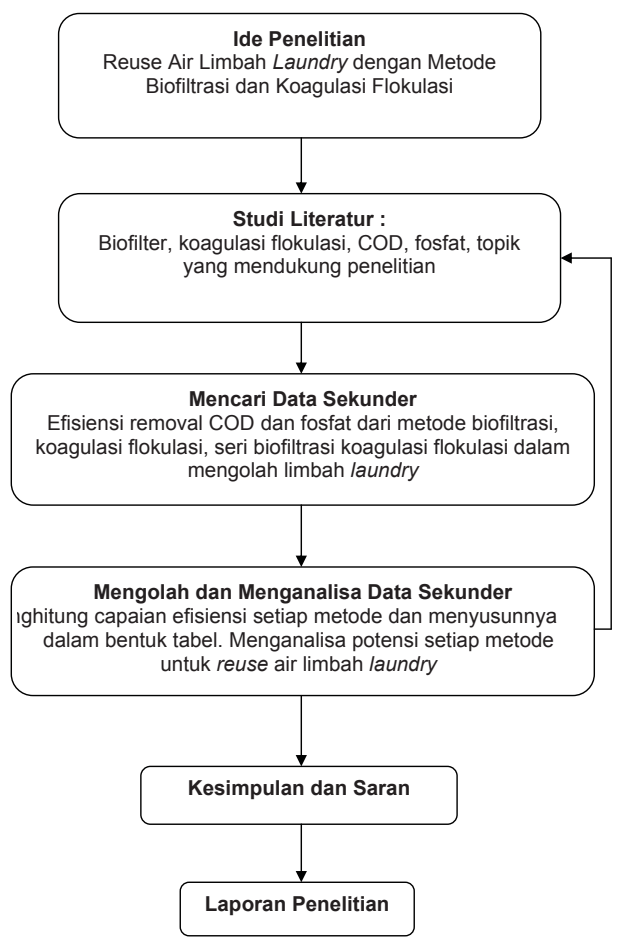 Ide Penelitian
Reuse Air Limbah Laundry dengan Metode
Biofiltrasi dan Koagulasi Flokulasi
Studi Literatur :
Biofilter, koagulasi flokulasi, COD, fosfat, topik
yang mendukung penelitian
Mencari Data Sekunder
Efisiensi removal COD dan fosfat dari metode biofiltrasi,
koagulasi flokulasi, seri biofiltrasi koagulasi flokulasi dalam
mengolah limbah laundry
Mengolah dan Menganalisa Data Sekunder
capaian efisiensi setiap metode dan menyusunnya
dalam bentuk tabel. Menganalisa potensi setiap metode
untuk reuse air limbah laundry
Kesimpulan dan Saran
Laporan Penelitian